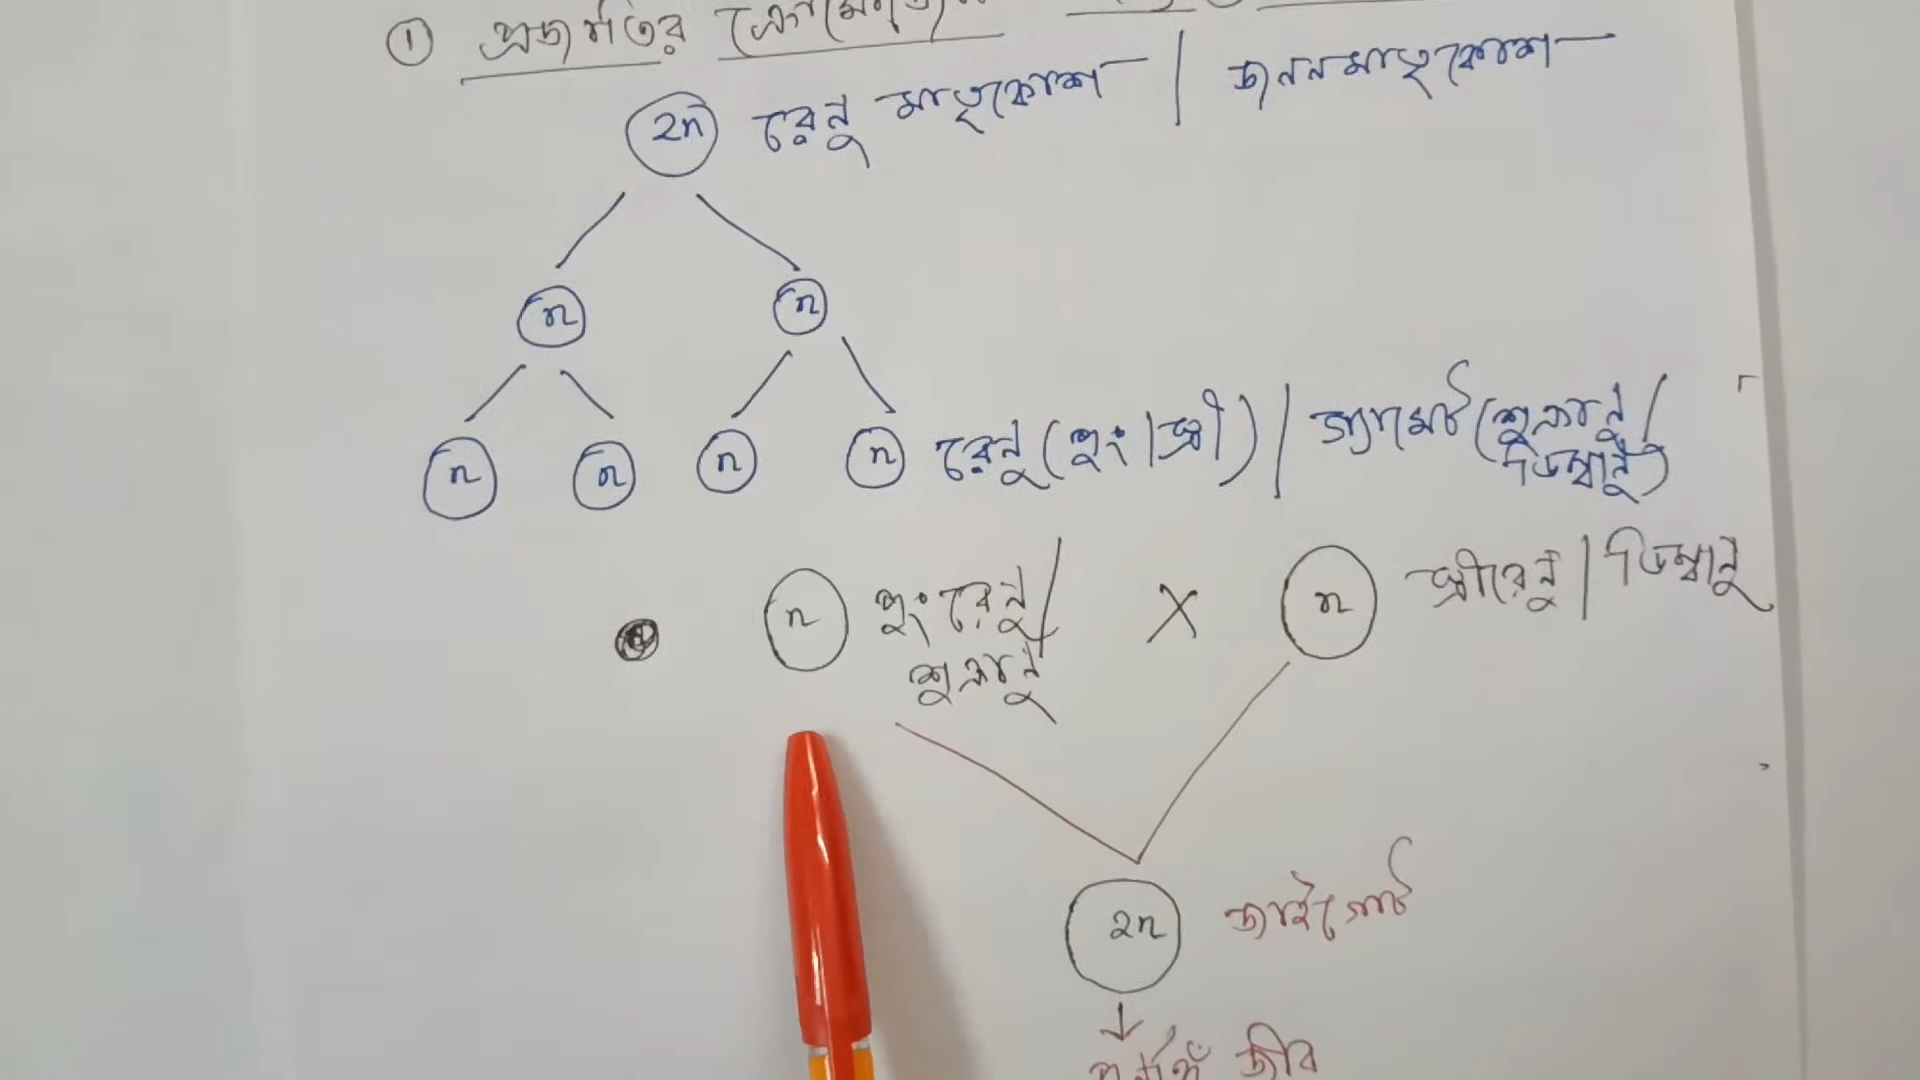 ① প্রজাতির
2n রেনু মাতৃকোশ / জননমাতৃকোশ
n n
n n n n রেনু (পুং/স্ত্রী) / গ্যামেট (শুক্রানু/
ডিম্বানু)
n পুংরেনু/ X n স্ত্রীরেনু / ডিম্বানু
শুক্রানু
2n জাইগোট
↓
জীব